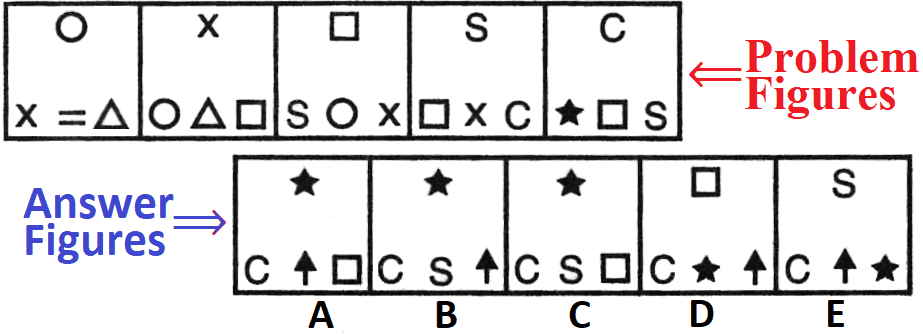 ○ x □ S C
x = △ ○ △ □ S ○ x □ x C ★ □ S
Problem
Figures
Answer
Figures
★ ★ ★ □ S
C ↑ □ C S ↑ C S □ C ★ ↑ C ↑ ★
A B C D E